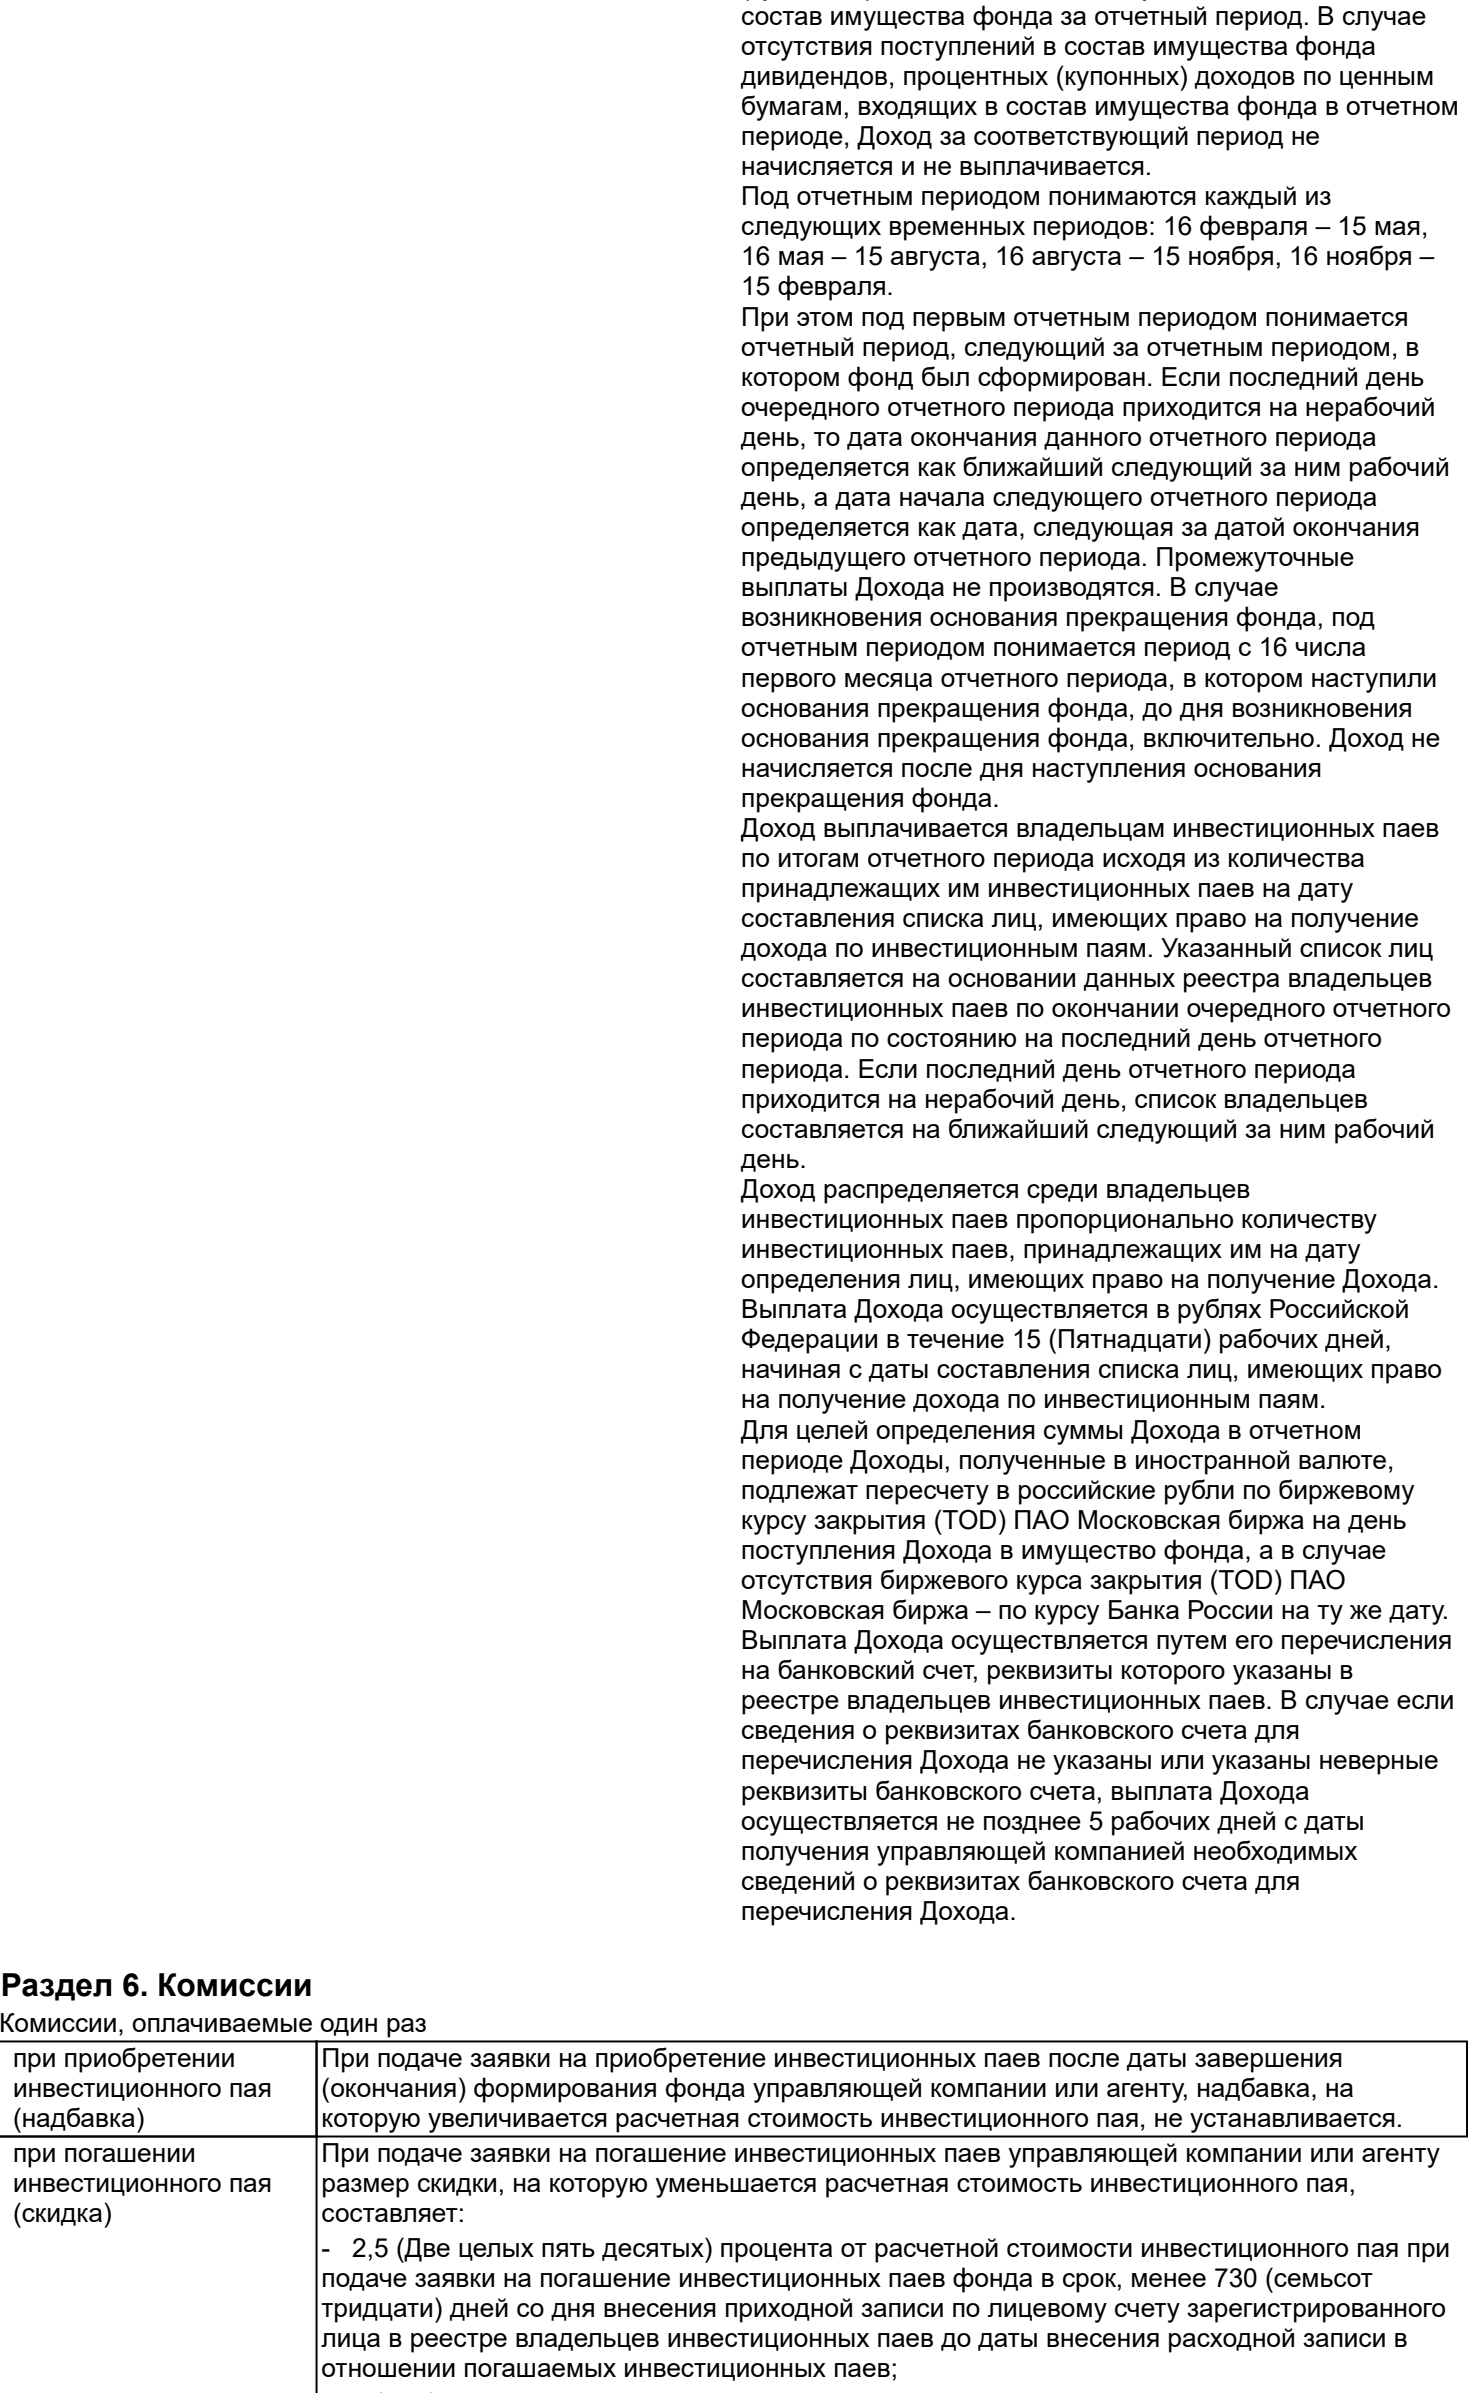 состав имущества фонда за отчетный период. В случае
отсутствия поступлений в состав имущества фонда
дивидендов, процентных (купонных) доходов по ценным
бумагам, входящих в состав имущества фонда в отчетном
периоде, Доход за соответствующий период не
начисляется и не выплачивается.
Под отчетным периодом понимаются каждый из
следующих временных периодов: 16 февраля – 15 мая,
16 мая – 15 августа, 16 августа – 15 ноября, 16 ноября –
15 февраля.
При этом под первым отчетным периодом понимается
отчетный период, следующий за отчетным периодом, в
котором фонд был сформирован. Если последний день
очередного отчетного периода приходится на нерабочий
день, то дата окончания данного отчетного периода
определяется как ближайший следующий за ним рабочий
день, а дата начала следующего отчетного периода
определяется как дата, следующая за датой окончания
предыдущего отчетного периода. Промежуточные
выплаты Дохода не производятся. В случае
возникновения основания прекращения фонда, под
отчетным периодом понимается период с 16 числа
первого месяца отчетного периода, в котором наступили
основания прекращения фонда, до дня возникновения
основания прекращения фонда, включительно. Доход не
начисляется после дня наступления основания
прекращения фонда.
Доход выплачивается владельцам инвестиционных паев
по итогам отчетного периода исходя из количества
принадлежащих им инвестиционных паев на дату
составления списка лиц, имеющих право на получение
дохода по инвестиционным паям. Указанный список лиц
составляется на основании данных реестра владельцев
инвестиционных паев по окончании очередного отчетного
периода по состоянию на последний день отчетного
периода. Если последний день отчетного периода
приходится на нерабочий день, список владельцев
составляется на ближайший следующий за ним рабочий
день.
Доход распределяется среди владельцев
инвестиционных паев пропорционально количеству
инвестиционных паев, принадлежащих им на дату
определения лиц, имеющих право на получение Дохода.
Выплата Дохода осуществляется в рублях Российской
Федерации в течение 15 (Пятнадцати) рабочих дней,
начиная с даты составления списка лиц, имеющих право
на получение дохода по инвестиционным паям.
Для целей определения суммы Дохода в отчетном
периоде Доходы, полученные в иностранной валюте,
подлежат пересчету в российские рубли по биржевому
курсу закрытия (TOD) ПАО Московская биржа на день
поступления Дохода в имущество фонда, а в случае
отсутствия биржевого курса закрытия (TOD) ПАО
Московская биржа – по курсу Банка России на ту же дату.
Выплата Дохода осуществляется путем его перечисления
на банковский счет, реквизиты которого указаны в
реестре владельцев инвестиционных паев. В случае если
сведения о реквизитах банковского счета для
перечисления Дохода не указаны или указаны неверные
реквизиты банковского счета, выплата Дохода
осуществляется не позднее 5 рабочих дней с даты
получения управляющей компанией необходимых
сведений о реквизитах банковского счета для
перечисления Дохода.
Раздел 6. Комиссии
Комиссии, оплачиваемые один раз
при приобретении
инвестиционного пая
(надбавка)
При подаче заявки на приобретение инвестиционных паев после даты завершения
(окончания) формирования фонда управляющей компании или агенту, надбавка, на
которую увеличивается расчетная стоимость инвестиционного пая, не устанавливается.
при погашении
инвестиционного пая
(скидка)
При подаче заявки на погашение инвестиционных паев управляющей компании или агенту
размер скидки, на которую уменьшается расчетная стоимость инвестиционного пая,
составляет:
- 2,5 (Две целых пять десятых) процента от расчетной стоимости инвестиционного пая при
подаче заявки на погашение инвестиционных паев фонда в срок, менее 730 (семьсот
тридцати) дней со дня внесения приходной записи по лицевому счету зарегистрированного
лица в реестре владельцев инвестиционных паев до даты внесения расходной записи в
отношении погашаемых инвестиционных паев;